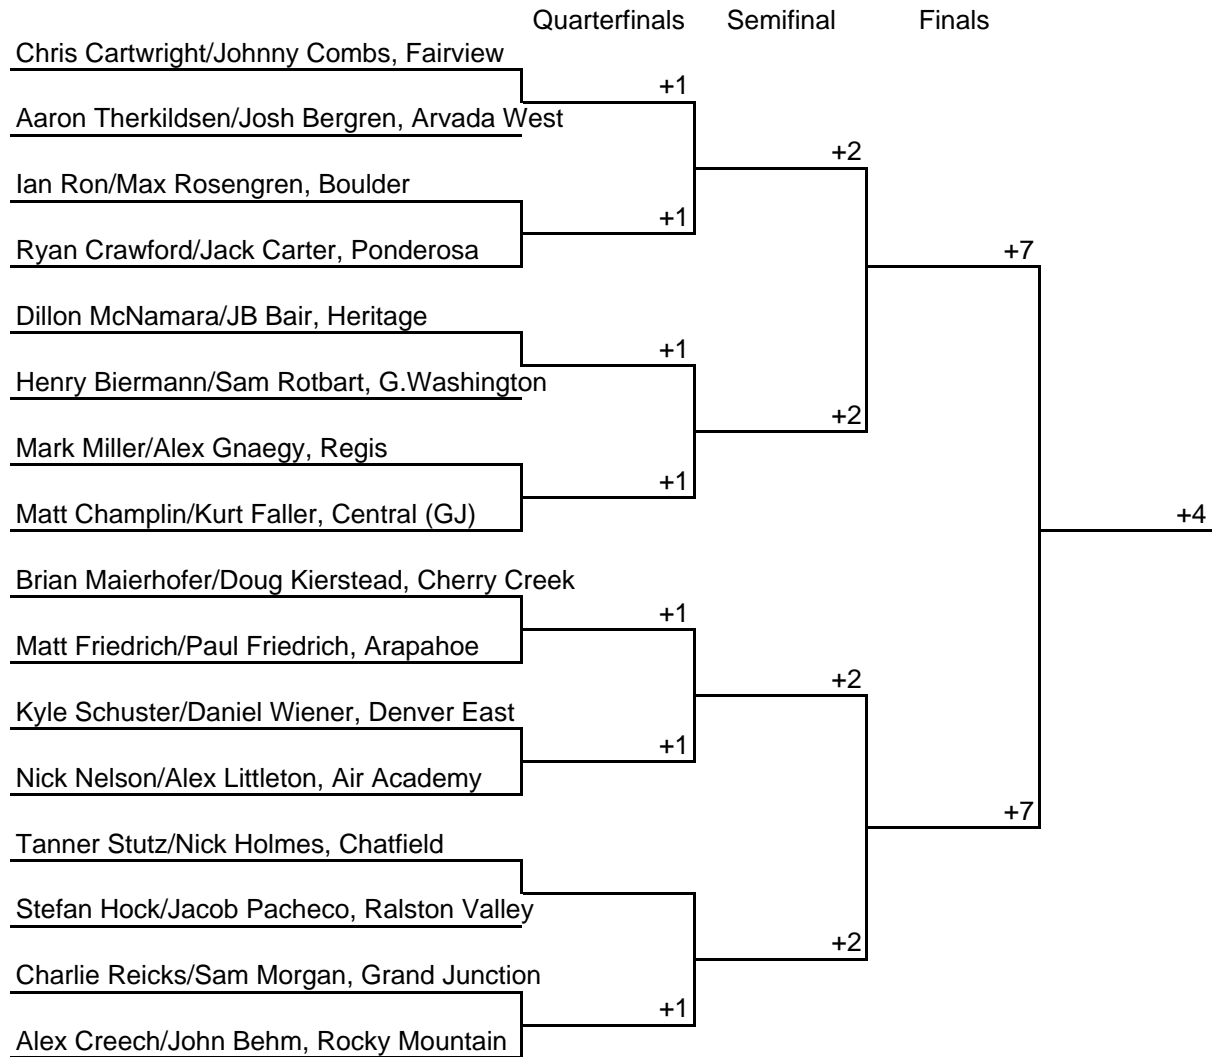 Quarterfinals Semifinal Finals
Chris Cartwright/Johnny Combs, Fairview
+1
Aaron Therkildsen/Josh Bergren, Arvada West
+2
Ian Ron/Max Rosengren, Boulder
+1
Ryan Crawford/Jack Carter, Ponderosa
+7
Dillon McNamara/JB Bair, Heritage
+1
Henry Biermann/Sam Rotbart, G.Washington
+2
Mark Miller/Alex Gnaegy, Regis
+1
Matt Champlin/Kurt Faller, Central (GJ)
+4
Brian Maierhofer/Doug Kierstead, Cherry Creek
+1
Matt Friedrich/Paul Friedrich, Arapahoe
+2
Kyle Schuster/Daniel Wiener, Denver East
+1
Nick Nelson/Alex Littleton, Air Academy
+7
Tanner Stutz/Nick Holmes, Chatfield
Stefan Hock/Jacob Pacheco, Ralston Valley
+2
Charlie Reicks/Sam Morgan, Grand Junction
+1
Alex Creech/John Behm, Rocky Mountain